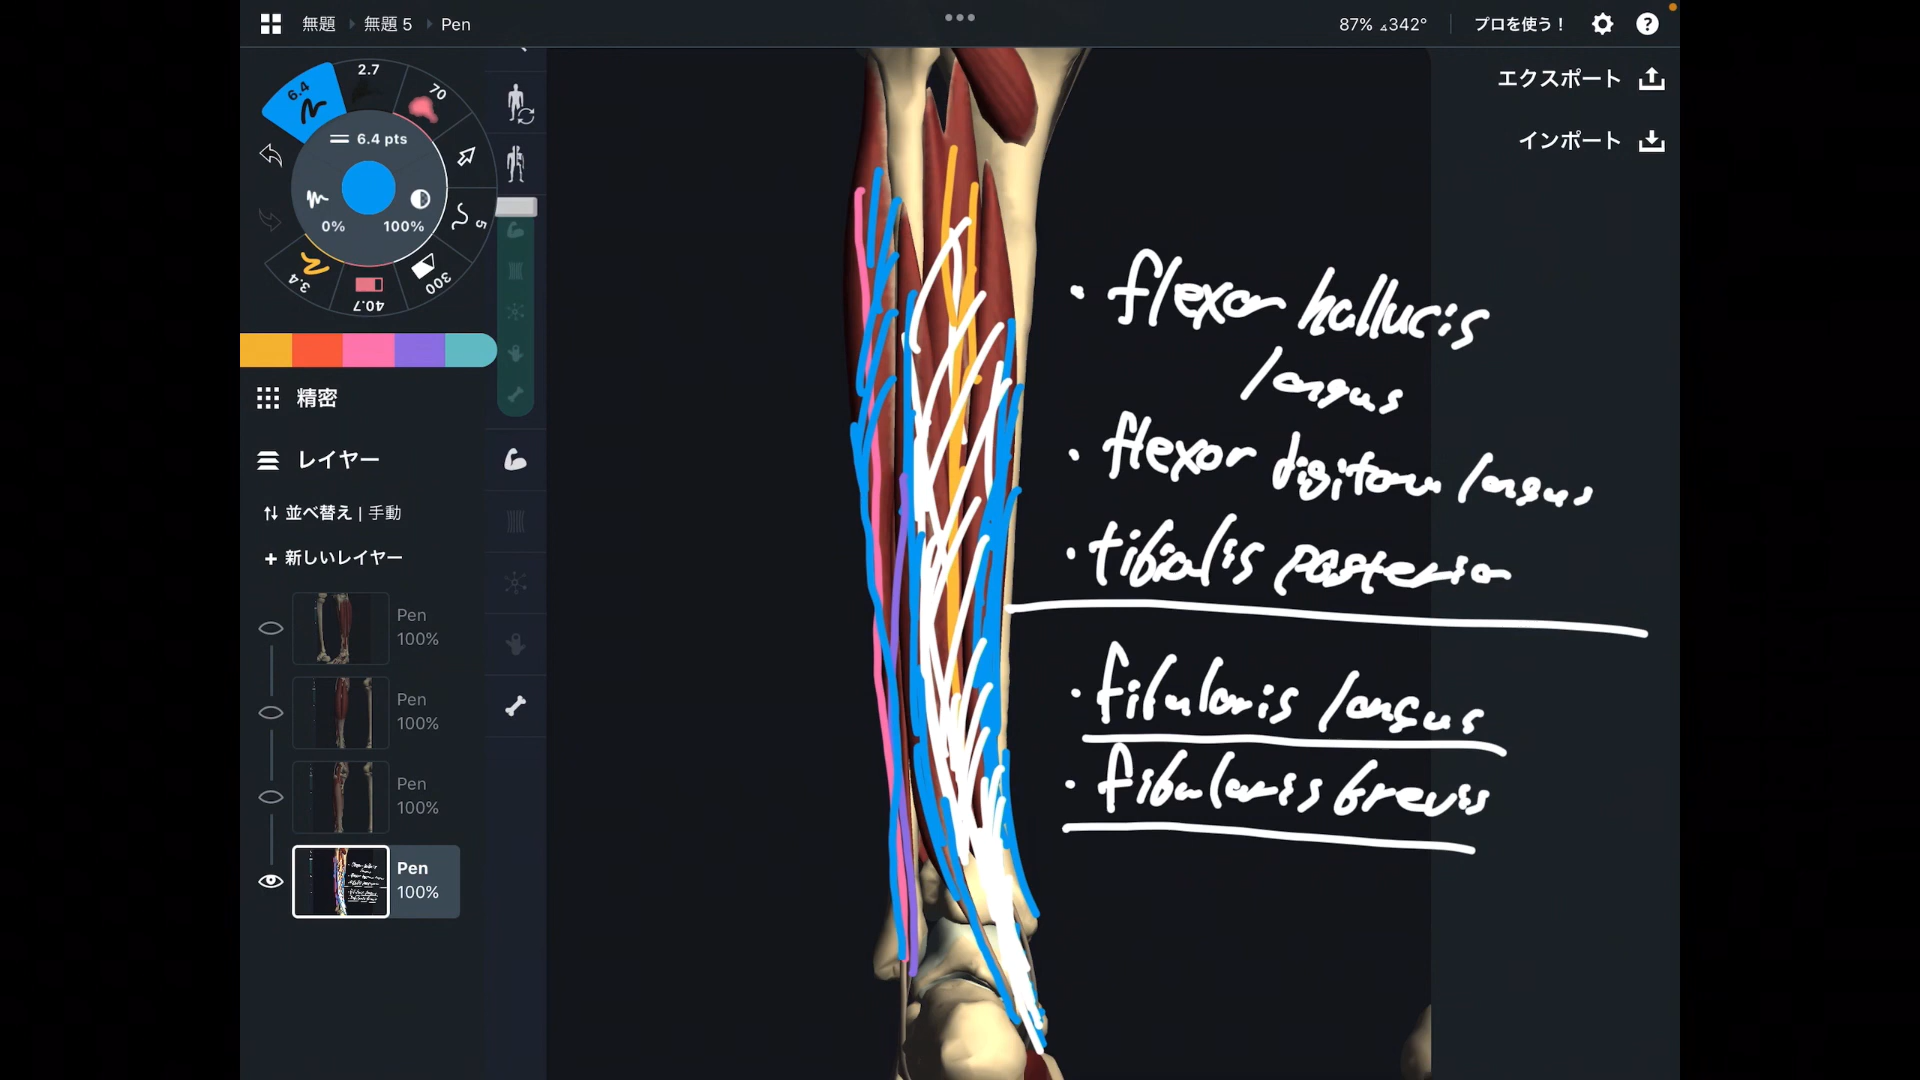 無題 無題 5 Pen
87% ⊿342°
プロを使う！
エクスポート
インポート
2.7
6.4
70
6.4 pts
0% 100%
5
300
40.7
3.4
精密
レイヤー
並べ替え | 手動
+ 新しいレイヤー
Pen
100%
Pen
100%
Pen
100%
Pen
100%
・flexor hallucis
longus
・flexor digitorum longus
・tibialis posterior
・fibularis longus
・fibularis brevis